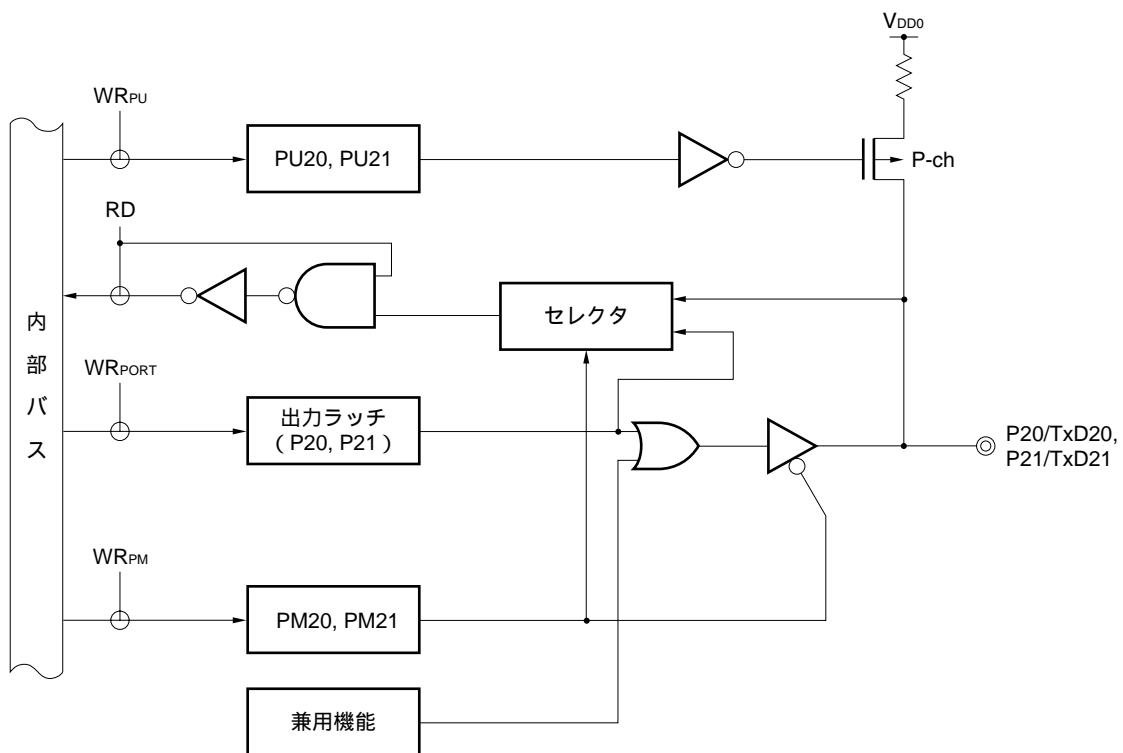 VDD0
WRPU
PU20, PU21
P-ch
RD
セレクタ
内部バス
WRPORT
出力ラッチ
( P20, P21 )
P20/TxD20,
P21/TxD21
WRPM
PM20, PM21
兼用機能